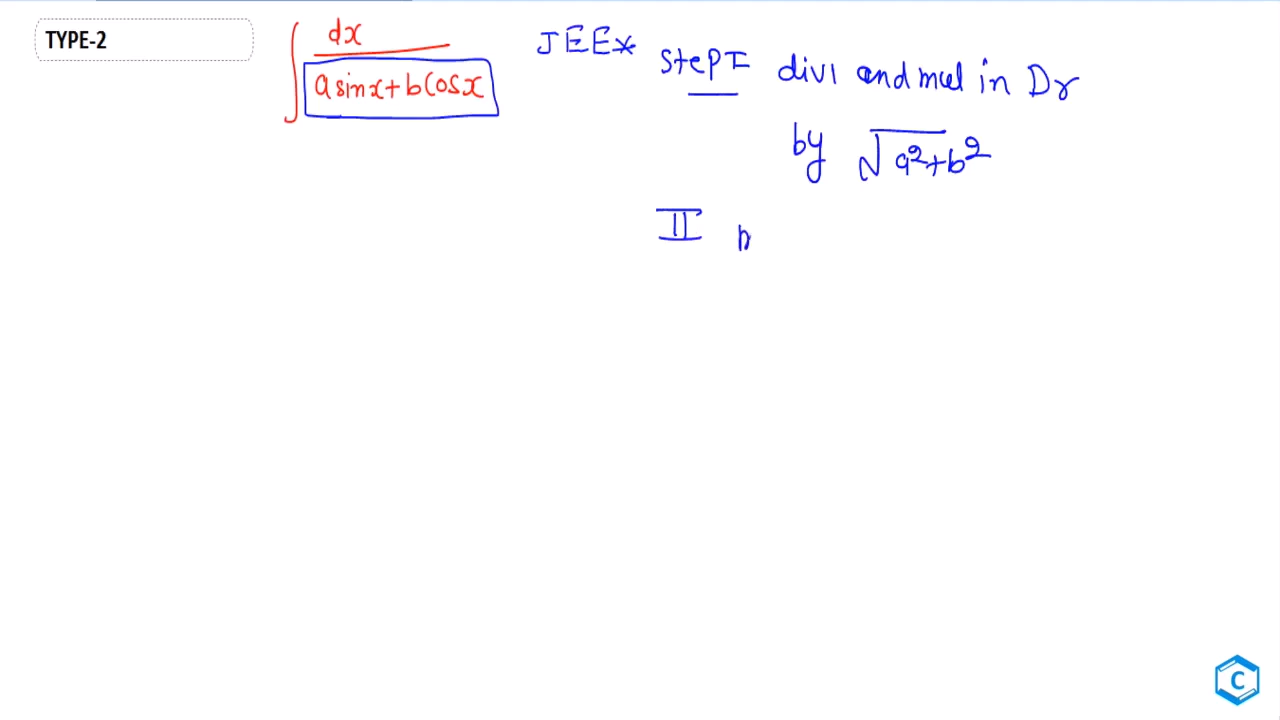 TYPE-2
∫ dx / (a sinx + b cosx)
JEE*
Step I divi and mul in Dr
by √a²+b²
II
C